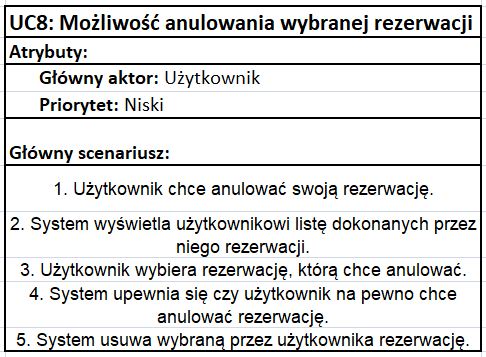 UC8: Możliwość anulowania wybranej rezerwacji
Atrybuty:
Główny aktor: Użytkownik
Priorytet: Niski
Główny scenariusz:
1. Użytkownik chce anulować swoją rezerwację.
2. System wyświetla użytkownikowi listę dokonanych przez
niego rezerwacji.
3. Użytkownik wybiera rezerwację, którą chce anulować.
4. System upewnia się czy użytkownik na pewno chce
anulować rezerwację.
5. System usuwa wybraną przez użytkownika rezerwację.